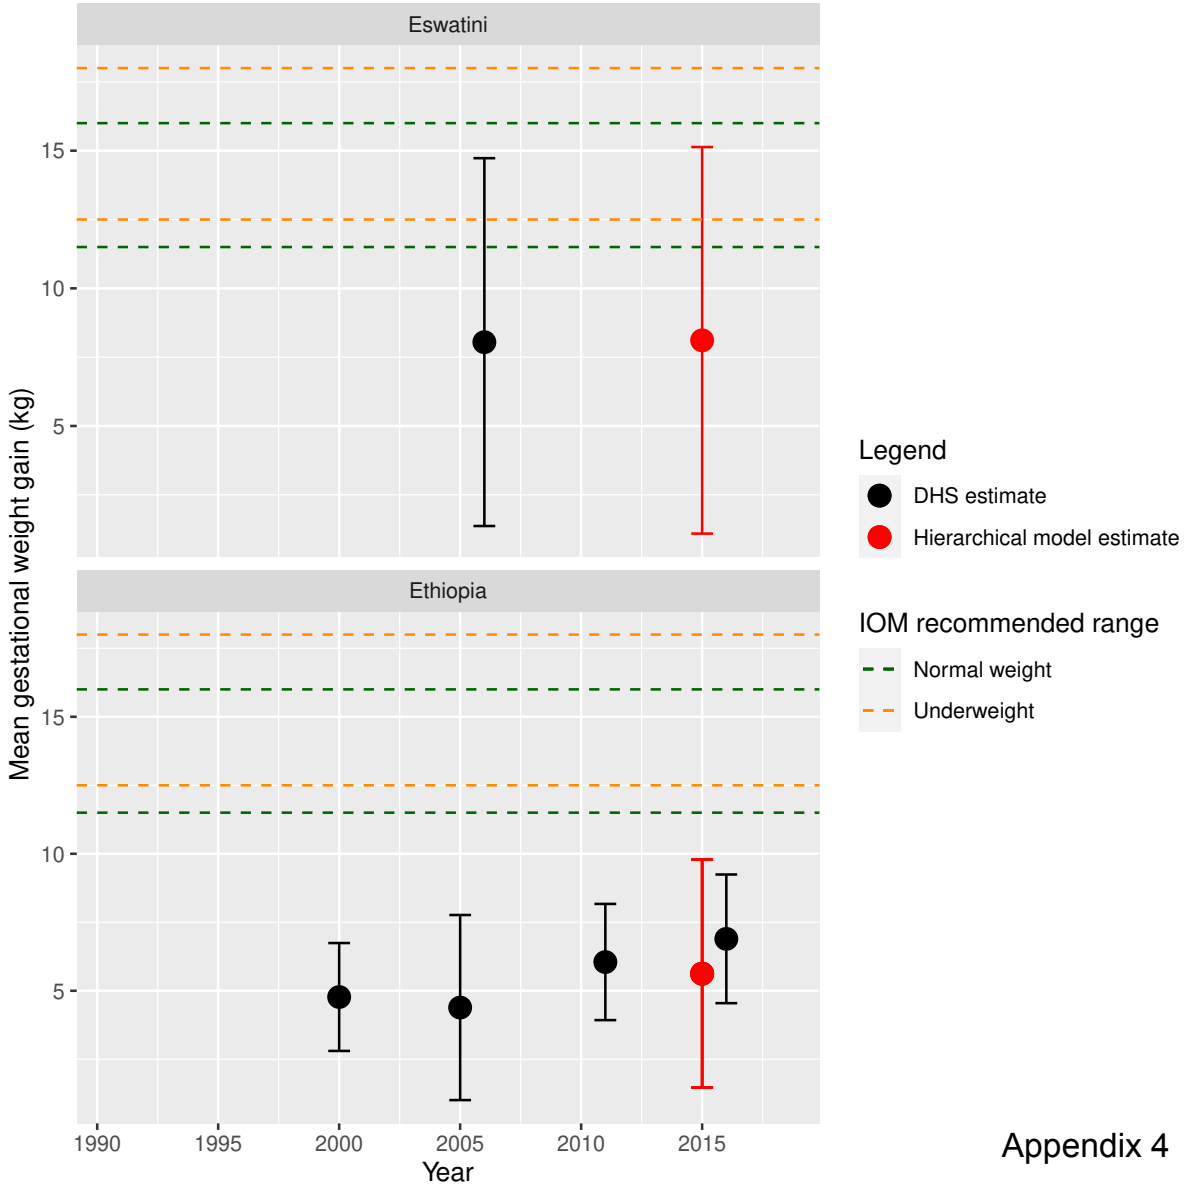 Eswatini
15
10
5
Mean gestational weight gain (kg)
Ethiopia
15
10
5
1990 1995 2000 2005 2010 2015
Year
Legend
DHS estimate
Hierarchical model estimate
IOM recommended range
Normal weight
Underweight
Appendix 4